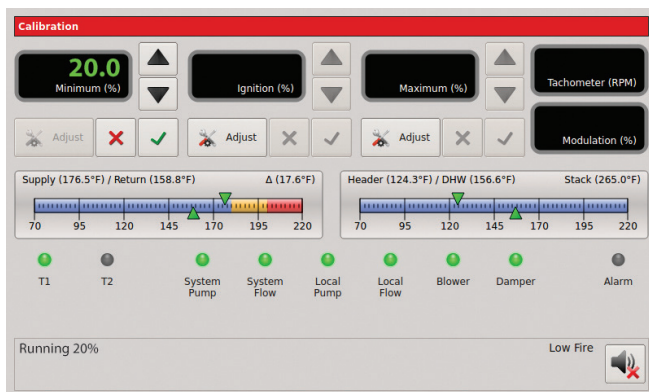 Calibration
20.0
Minimum (%)
Ignition (%)
Maximum (%)
Tachometer (RPM)
Modulation (%)
Adjust
Adjust
Adjust
Supply (176.5°F) / Return (158.8°F) Δ (17.6°F)
70 95 120 145 170 195 220
Header (124.3°F) / DHW (156.6°F) Stack (265.0°F)
70 95 120 145 170 195 220
T1
T2
System Pump
System Flow
Local Pump
Local Flow
Blower
Damper
Alarm
Running 20%
Low Fire